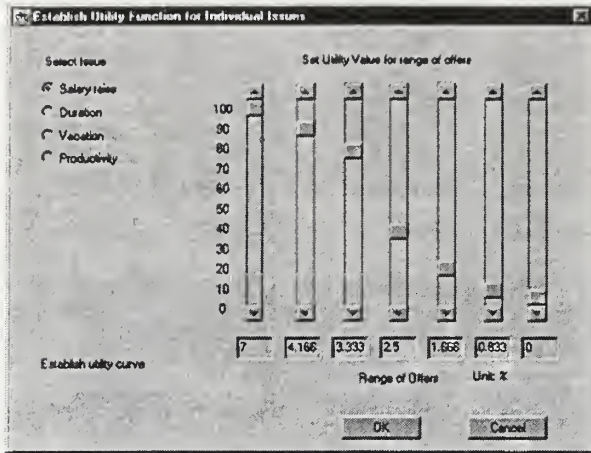 Establish Utility Function for Individual Issues
Select Issue
Set Utility Value for range of offers
Salary raise
Duration
Vacation
Productivity
100
90
80
70
60
50
40
30
20
10
0
7 4.166 3.333 2.5 1.666 0.833 0
Establish utility curve
Range of Offers Unit: %
OK Cancel